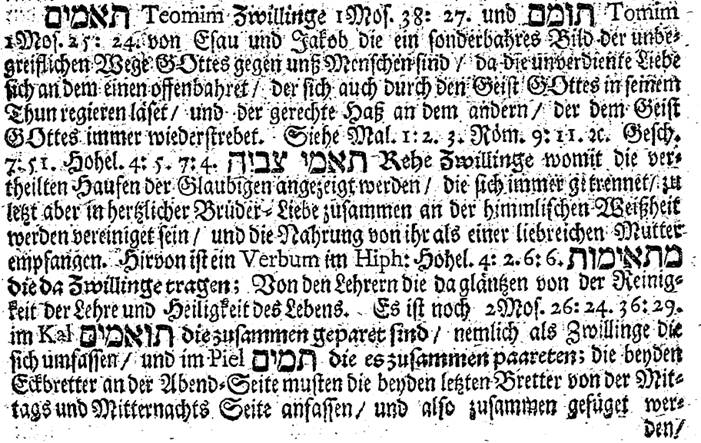 תאמים Teomim Zwillinge 1Mos. 38: 27. und תומם Tomim
1Mos. 25: 24. von Esau und Jakob die ein sonderbahres Bild der unbe-
greiflichen Wege GOttes gegen unß Menschen sind / da die unverdiente Liebe
sich an dem einen offenbahret / der sich auch durch den Geist GOttes in seinem
Thun regieren läset / und der gerechte Haß an dem andern / der dem Geist
GOttes immer wiederstrebet. Siehe Mal. 1: 2. 3. Röm. 9: 11. ꝛc. Gesch.
7. 51. Hohel. 4: 5. 7: 4. תאמי צביה Rehe Zwillinge womit die ver-
theilten Haufen der Glaubigen angezeigt werden / die sich immer getrennet / zu
letzt aber in hertzlicher Brüder-Liebe zusammen an der himmlischen Weißheit
werden vereiniget sein / und die Nahrung von ihr als einer liebreichen Mutter
empfangen. Hirvon ist ein Verbum im Hiph: Hohel. 4: 2. 6: 6. מתאימות
die da Zwillinge tragen; Von den Lehrern die da gläntzen von der Reinig-
keit der Lehre und Heiligkeit des Lebens. Es ist noch 2Mos. 26: 24. 36: 29.
im Kal תואמים die zusammen geparet sind / nemlich als Zwillinge die
sich umfassen / und im Piel תמים die es zusammen paareten; die beyden
Eckbretter an der Abend-Seite musten die beyden letzten Bretter von der Mit-
tags und Mitternachts Seite anfassen / und also zusammen gefüget wer-
den /